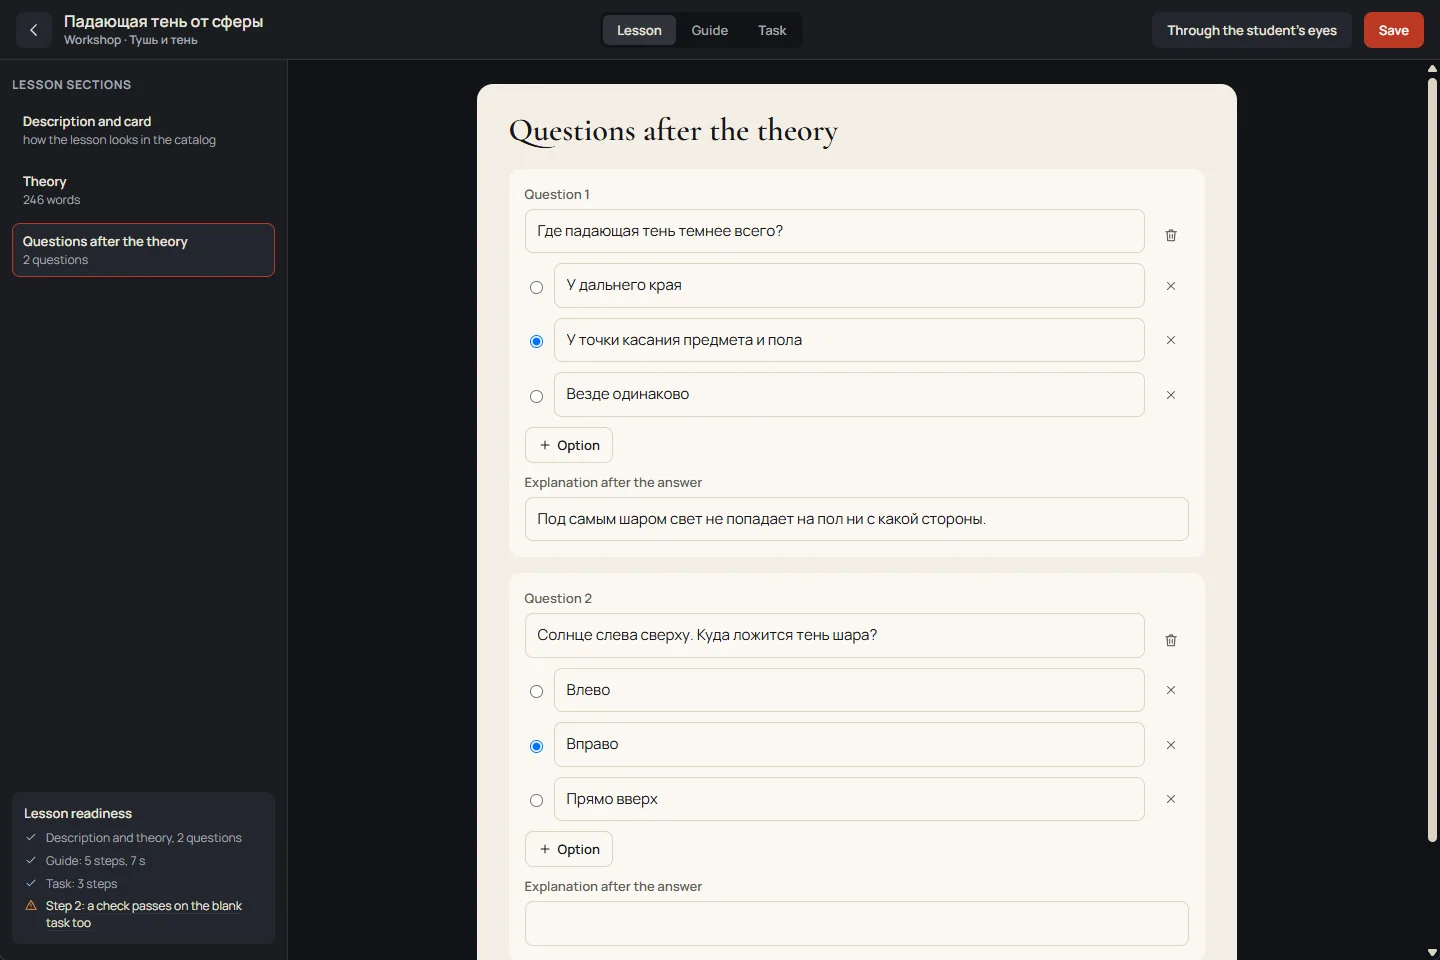 Падающая тень от сферы
Workshop · Тушь и тень
Lesson
Guide
Task
Through the student's eyes
Save
LESSON SECTIONS
Description and card
how the lesson looks in the catalog
Theory
246 words
Questions after the theory
2 questions
Lesson readiness
Description and theory, 2 questions
Guide: 5 steps, 7 s
Task: 3 steps
Step 2: a check passes on the blank
task too
Questions after the theory
Question 1
Где падающая тень темнее всего?
У дальнего края
У точки касания предмета и пола
Везде одинаково
+ Option
Explanation after the answer
Под самым шаром свет не попадает на пол ни с какой стороны.
Question 2
Солнце слева сверху. Куда ложится тень шара?
Влево
Вправо
Прямо вверх
+ Option
Explanation after the answer